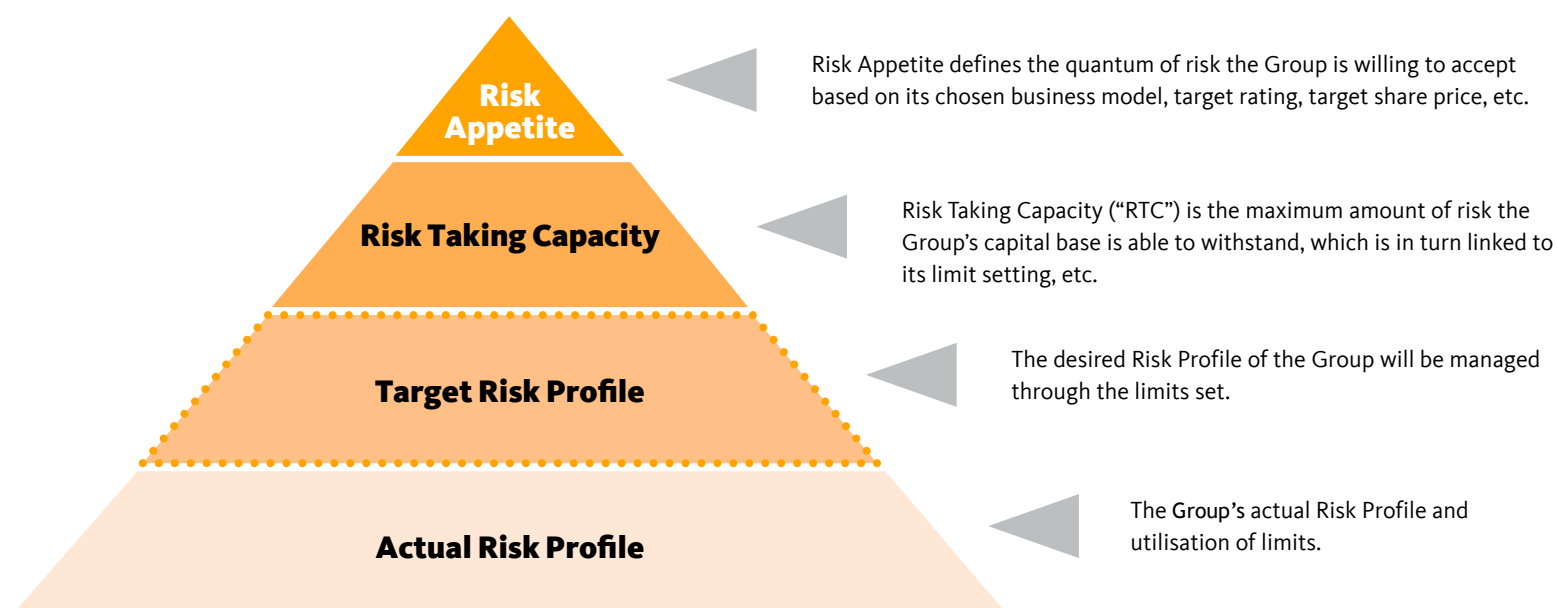 Risk
Appetite
Risk Appetite defines the quantum of risk the Group is willing to accept
based on its chosen business model, target rating, target share price, etc.
Risk Taking Capacity
Risk Taking Capacity (“RTC”) is the maximum amount of risk the
Group’s capital base is able to withstand, which is in turn linked to
its limit setting, etc.
Target Risk Profile
The desired Risk Profile of the Group will be managed
through the limits set.
Actual Risk Profile
The Group’s actual Risk Profile and
utilisation of limits.